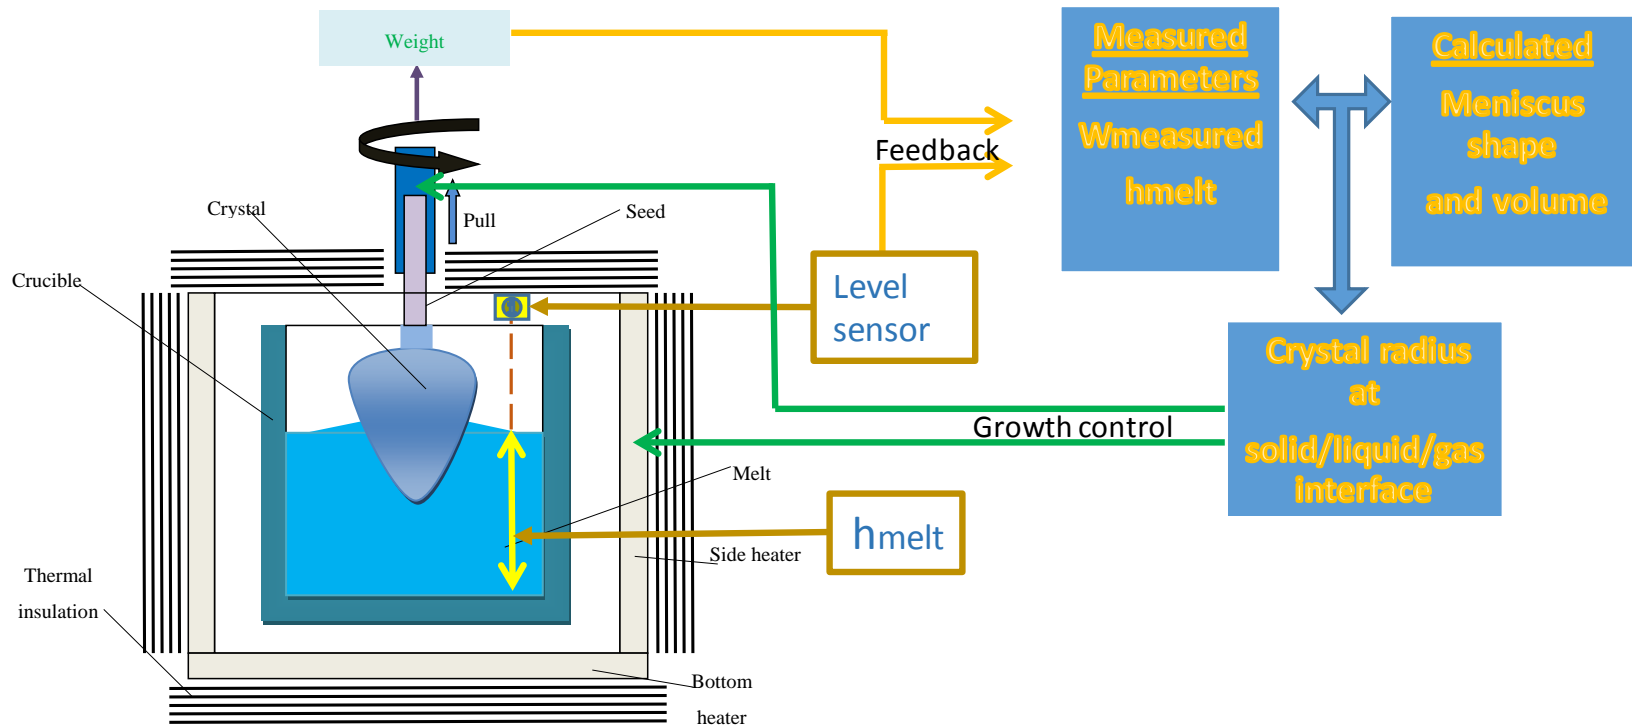 Weight
Measured
Parameters
Wmeasured
hmelt
Calculated
Meniscus
shape
and volume
Feedback
Crystal
Pull
Seed
Crucible
Level
sensor
Crystal radius
at
solid/liquid/gas
interface
Growth control
Melt
hmelt
Side heater
Thermal
insulation
Bottom
heater